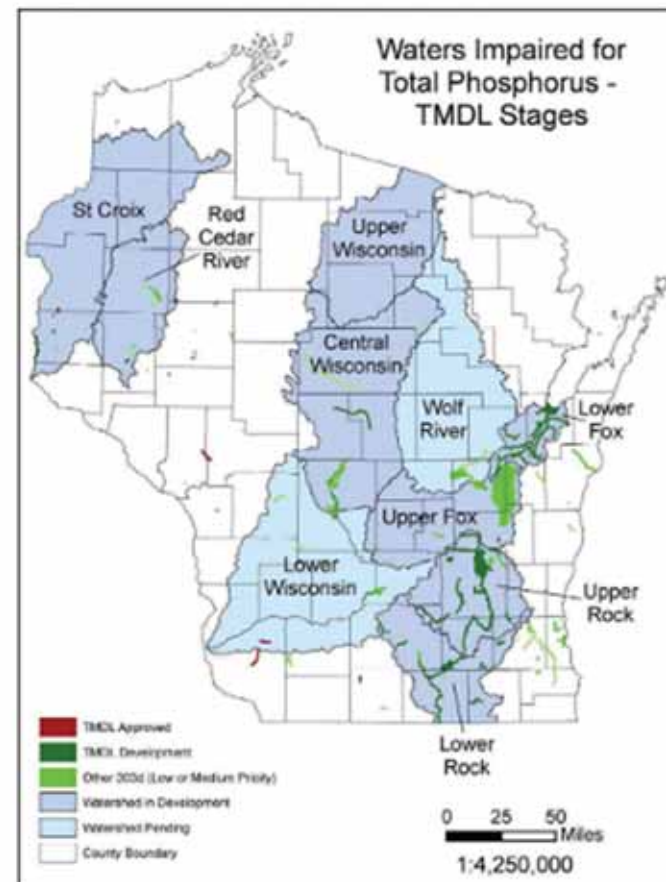 Waters Impaired for
Total Phosphorus -
TMDL Stages
St Croix
Red
Cedar
River
Upper
Wisconsin
Central
Wisconsin
Wolf
River
Lower
Fox
Upper Fox
Lower
Wisconsin
Upper
Rock
Lower
Rock
TMDL Approved
TMDL Development
Other 303d (Low or Medium Priority)
Watershed in Development
Watershed Pending
County Boundary
0 25 50
Miles
1:4,250,000